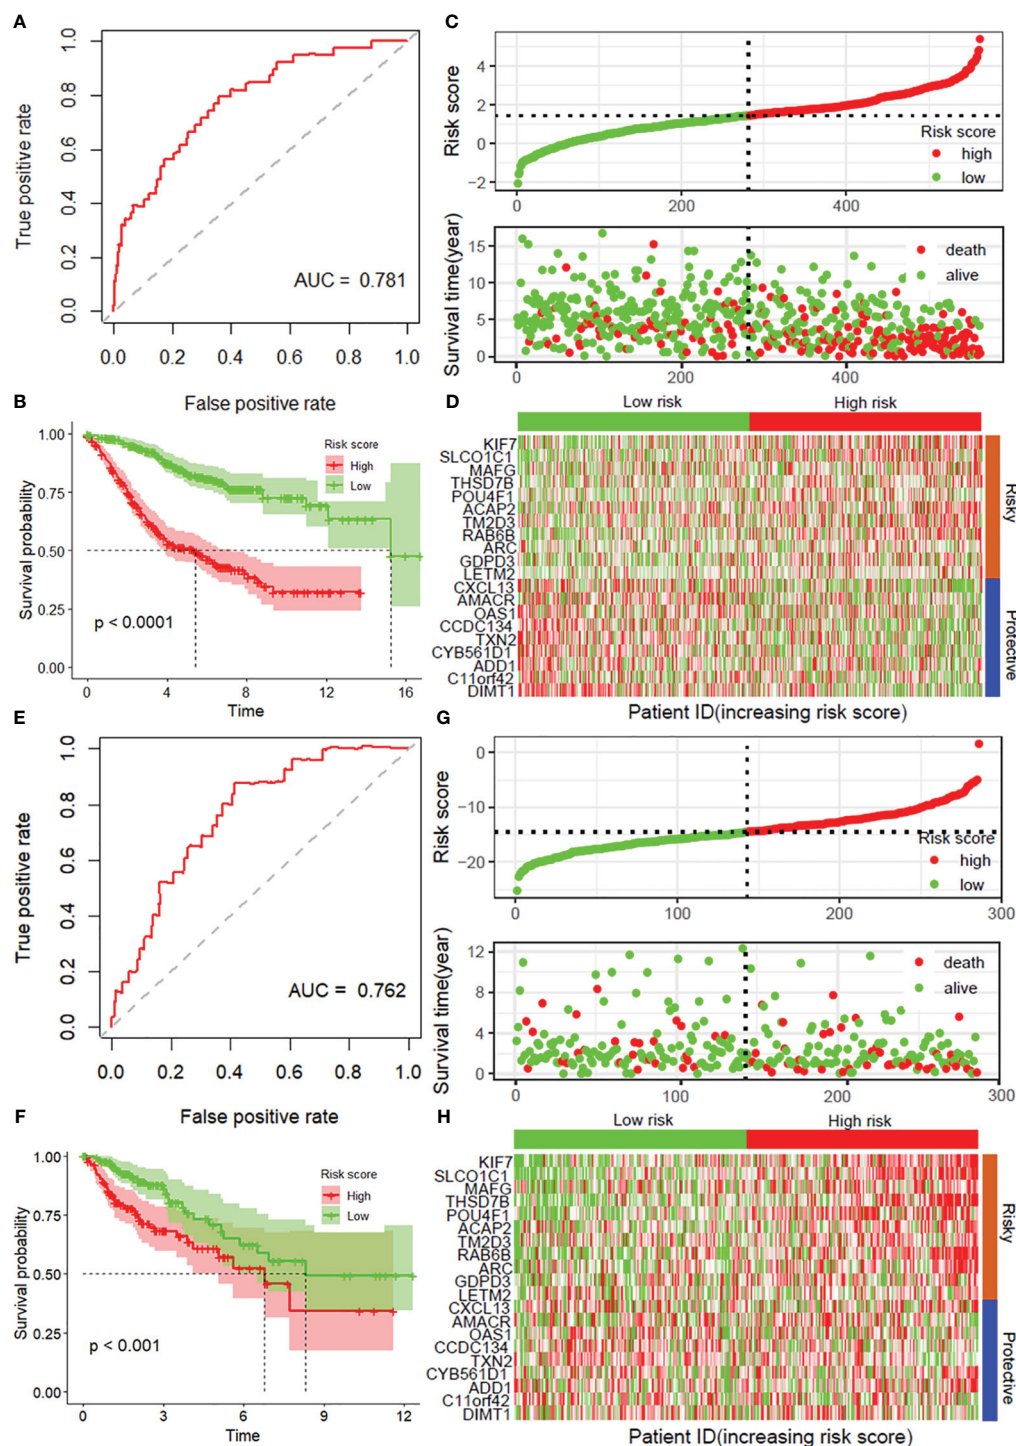 A
True positive rate
1.0
0.8
0.6
0.4
0.2
0.0
AUC = 0.781
0.0 0.2 0.4 0.6 0.8 1.0
False positive rate
C
Risk score
4
2
0
−2
Risk score
high
low
0 200 400
Survival time(year)
15
10
5
0
death
alive
0 200 400
B
Survival probability
1.00
0.75
0.50
0.25
0.00
Risk score
High
Low
p < 0.0001
0 4 8 12 16
Time
D
Low risk High risk
KIF7
SLCO1C1
MAFG
THSD7B
POU4F1
ACAP2
TM2D3
RAB6B
ARC
GDPD3
LETM2
CXCL13
AMACR
OAS1
CCDC134
TXN2
CYB561D1
ADD1
C11orf42
DIMT1
Risky
Protective
Patient ID(increasing risk score)
E
True positive rate
1.0
0.8
0.6
0.4
0.2
0.0
AUC = 0.762
0.0 0.2 0.4 0.6 0.8 1.0
False positive rate
G
Risk score
0
−10
−20
Risk score
high
low
0 100 200 300
Survival time(year)
12
8
4
0
death
alive
0 100 200 300
F
Survival probability
1.00
0.75
0.50
0.25
0.00
Risk score
High
Low
p < 0.001
0 3 6 9 12
Time
H
Low risk High risk
KIF7
SLCO1C1
MAFG
THSD7B
POU4F1
ACAP2
TM2D3
RAB6B
ARC
GDPD3
LETM2
CXCL13
AMACR
OAS1
CCDC134
TXN2
CYB561D1
ADD1
C11orf42
DIMT1
Risky
Protective
Patient ID(increasing risk score)